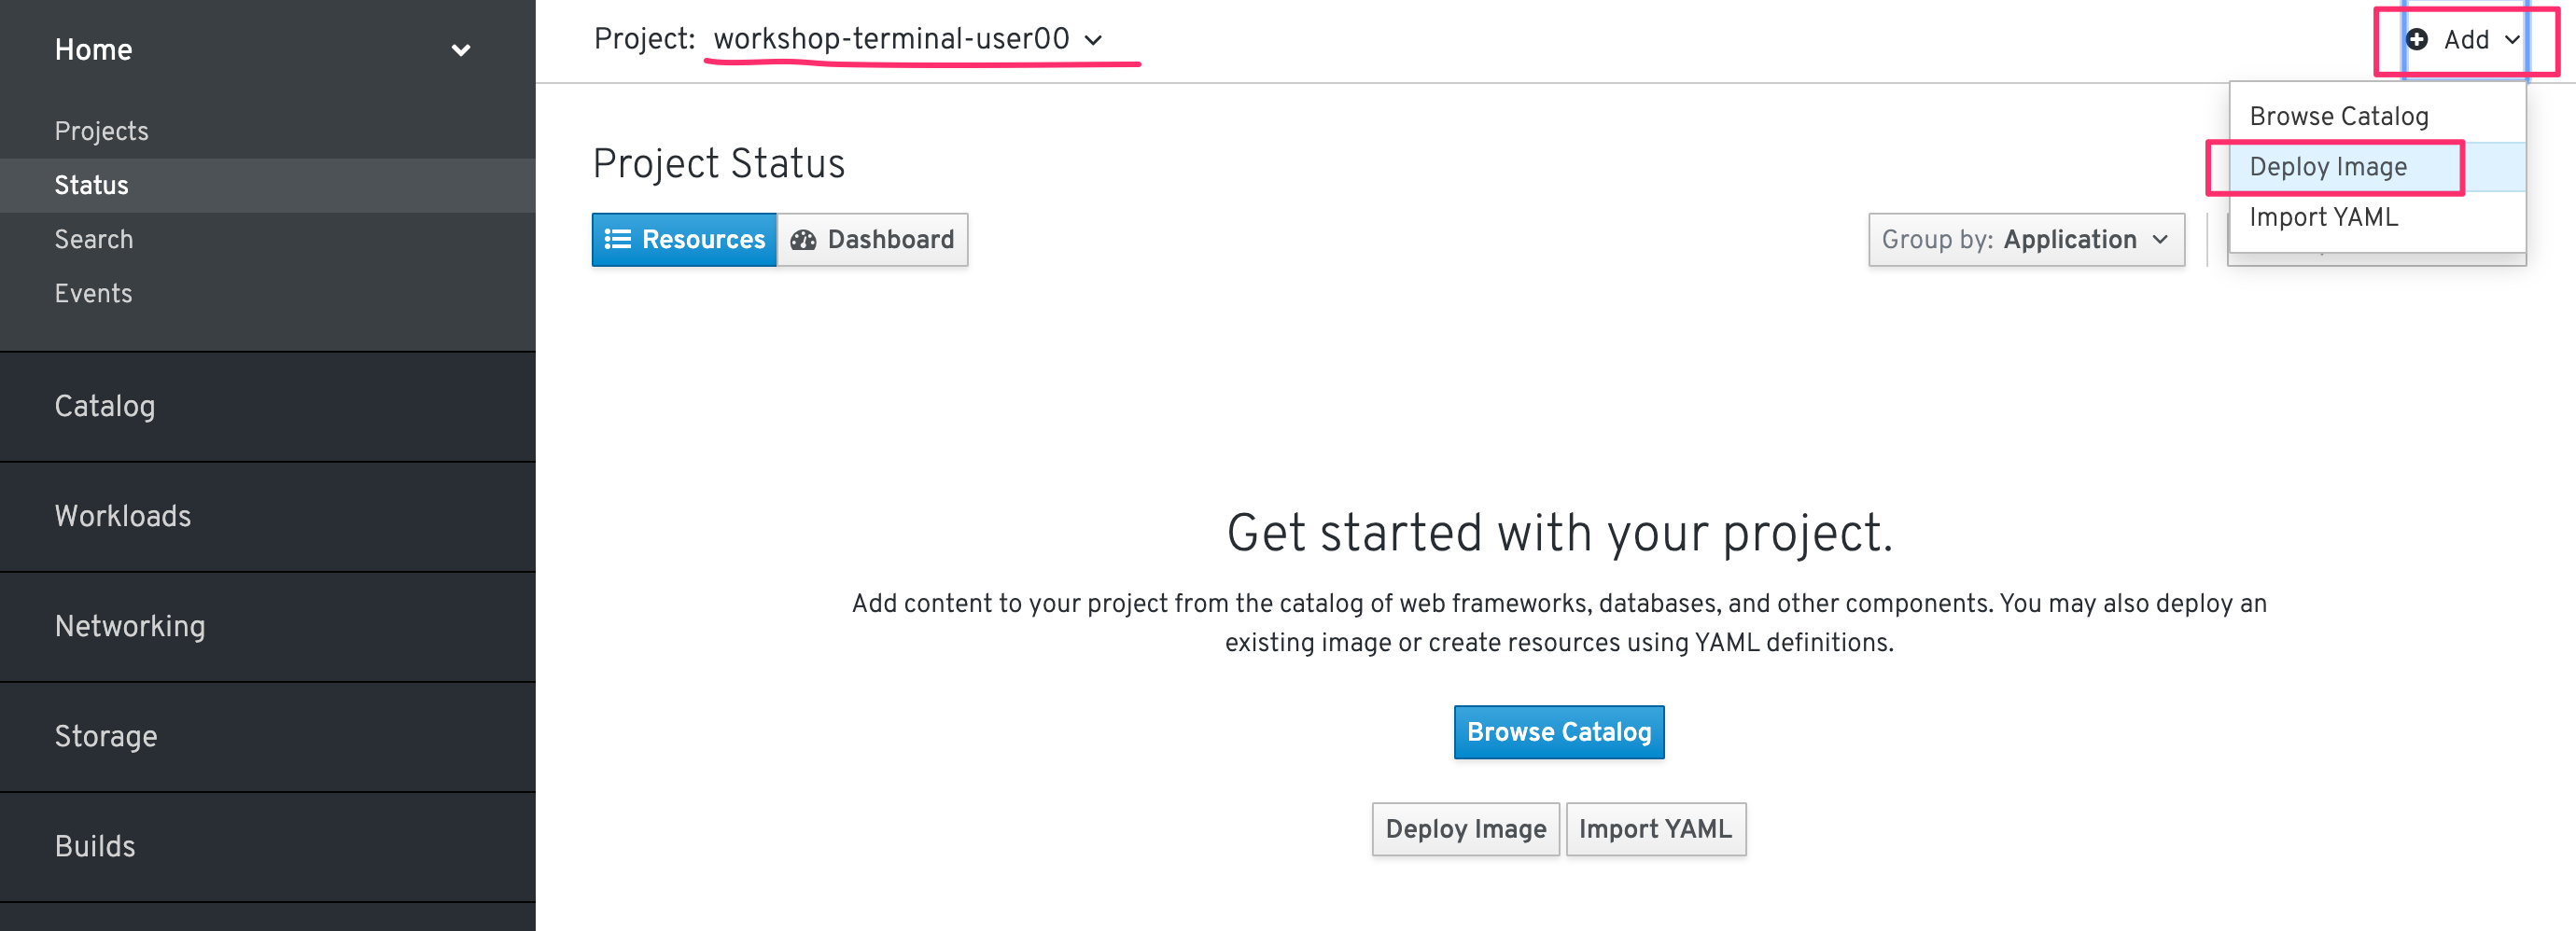 Home
Projects
Status
Search
Events
Catalog
Workloads
Networking
Storage
Builds
Project: workshop-terminal-user00
Add
Browse Catalog
Deploy Image
Import YAML
Project Status
Resources
Dashboard
Group by: Application
Get started with your project.
Add content to your project from the catalog of web frameworks, databases, and other components. You may also deploy an
existing image or create resources using YAML definitions.
Browse Catalog
Deploy Image
Import YAML